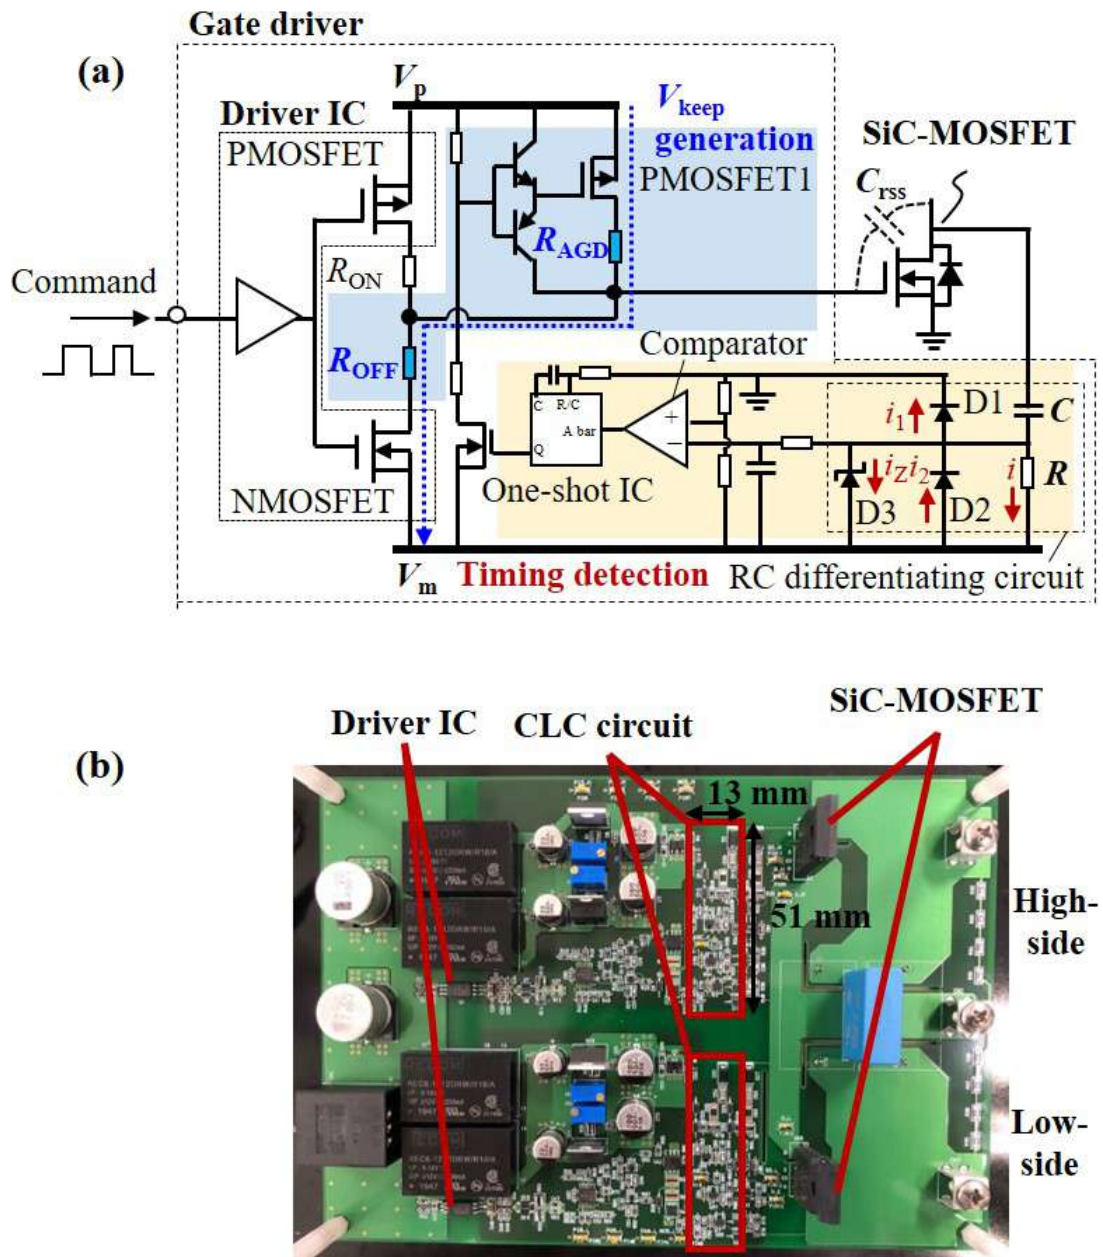 Gate driver
(a)
Vp
Driver IC
PMOSFET
Vkeep
generation
PMOSFET1
SiC-MOSFET
Crss
RAGD
Command
RON
ROFF
Comparator
C
R/C
A bar
Q
+
−
i1
D1
C
One-shot IC
NMOSFET
iZ
i2
i
R
D3
D2
Vm
Timing detection
RC differentiating circuit
SiC-MOSFET
Driver IC
CLC circuit
(b)
13 mm
51 mm
High-
side
Low-
side